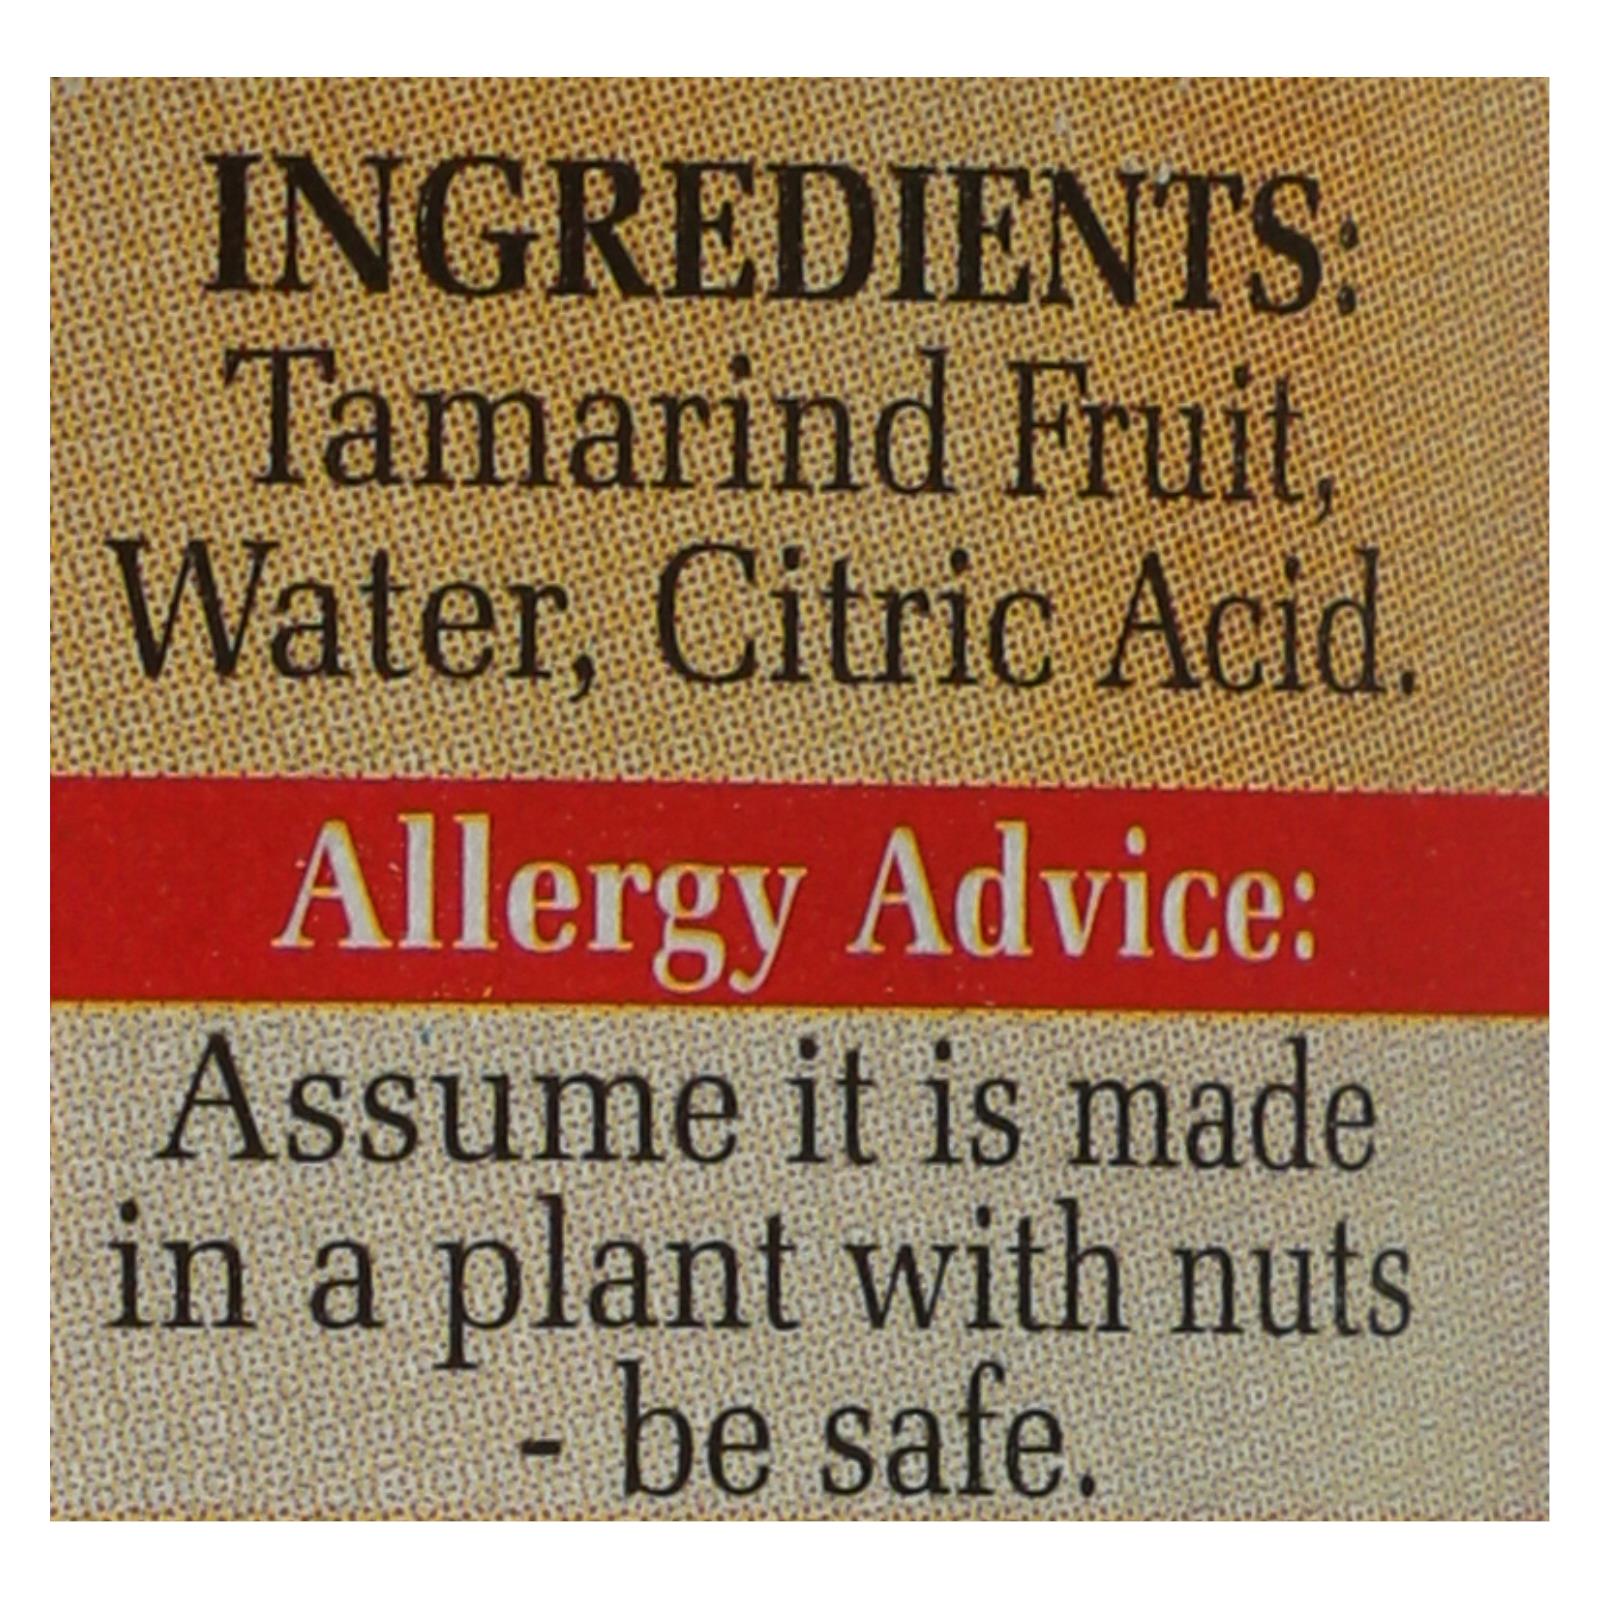 INGREDIENTS:
Tamarind Fruit,
Water, Citric Acid.
Allergy Advice:
Assume it is made
in a plant with nuts
- be safe.